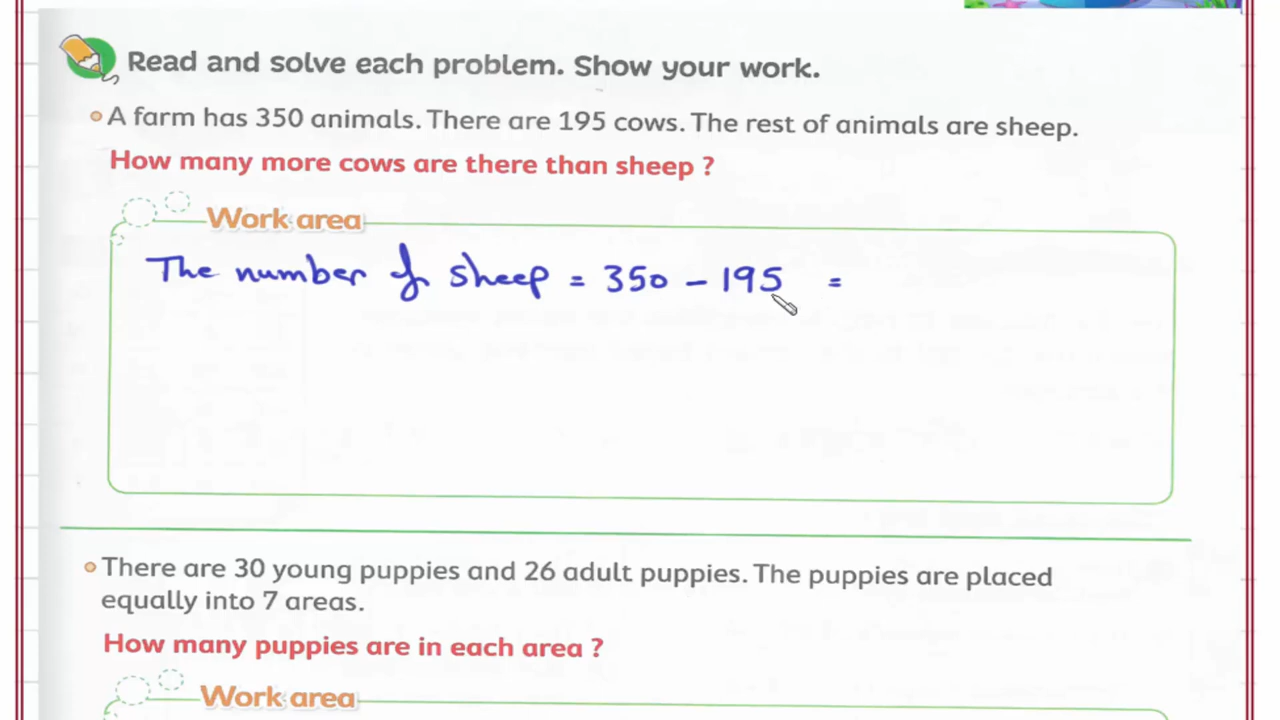 Read and solve each problem. Show your work.
A farm has 350 animals. There are 195 cows. The rest of animals are sheep.
How many more cows are there than sheep ?
Work area
The number of sheep = 350 - 195 =
There are 30 young puppies and 26 adult puppies. The puppies are placed
equally into 7 areas.
How many puppies are in each area ?
Work area